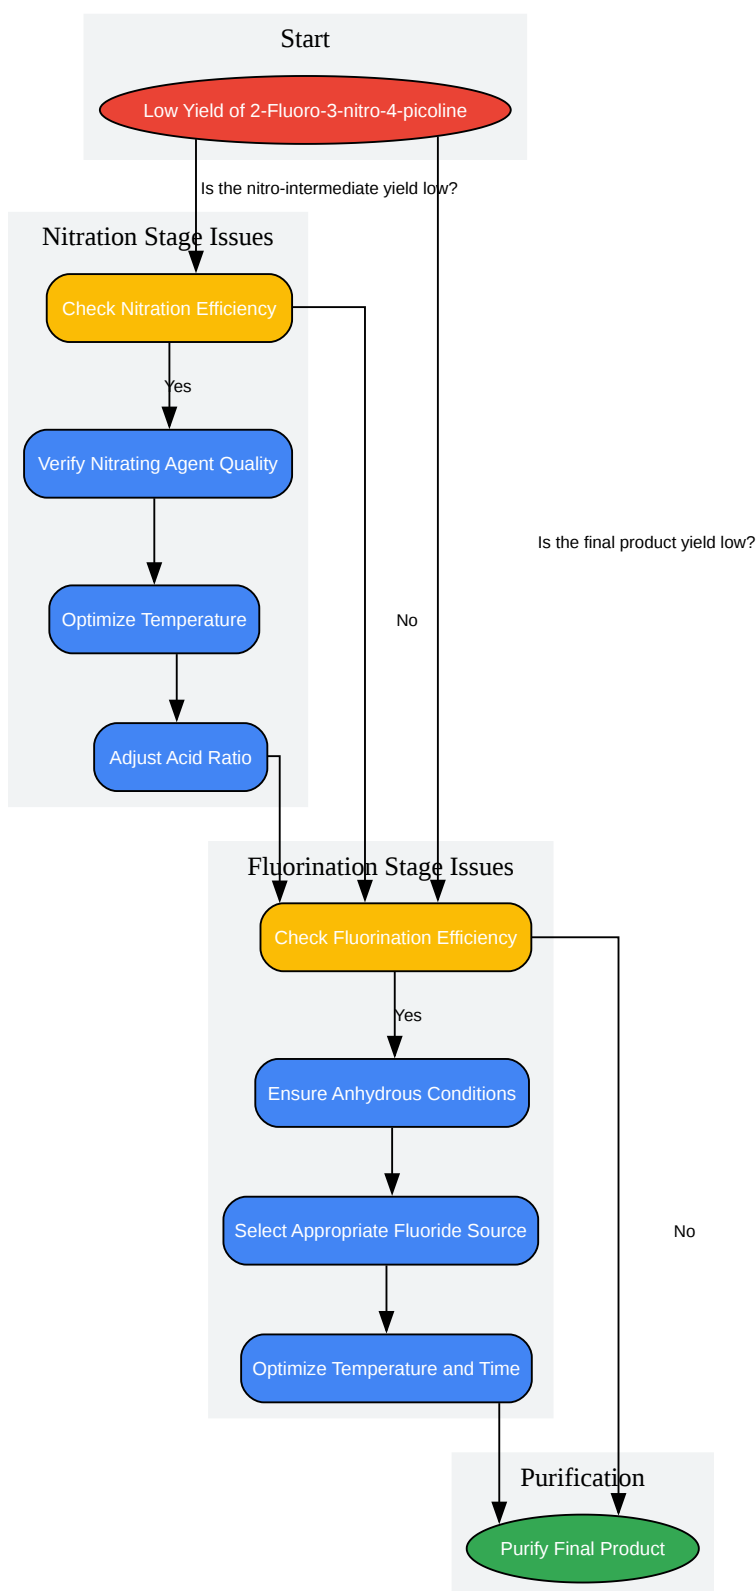 Start
Low Yield of 2-Fluoro-3-nitro-4-picoline
Is the nitro-intermediate yield low?
Nitration Stage Issues
Check Nitration Efficiency
Yes
Verify Nitrating Agent Quality
Is the final product yield low?
Optimize Temperature
No
Adjust Acid Ratio
Fluorination Stage Issues
Check Fluorination Efficiency
Yes
Ensure Anhydrous Conditions
Select Appropriate Fluoride Source
No
Optimize Temperature and Time
Purification
Purify Final Product